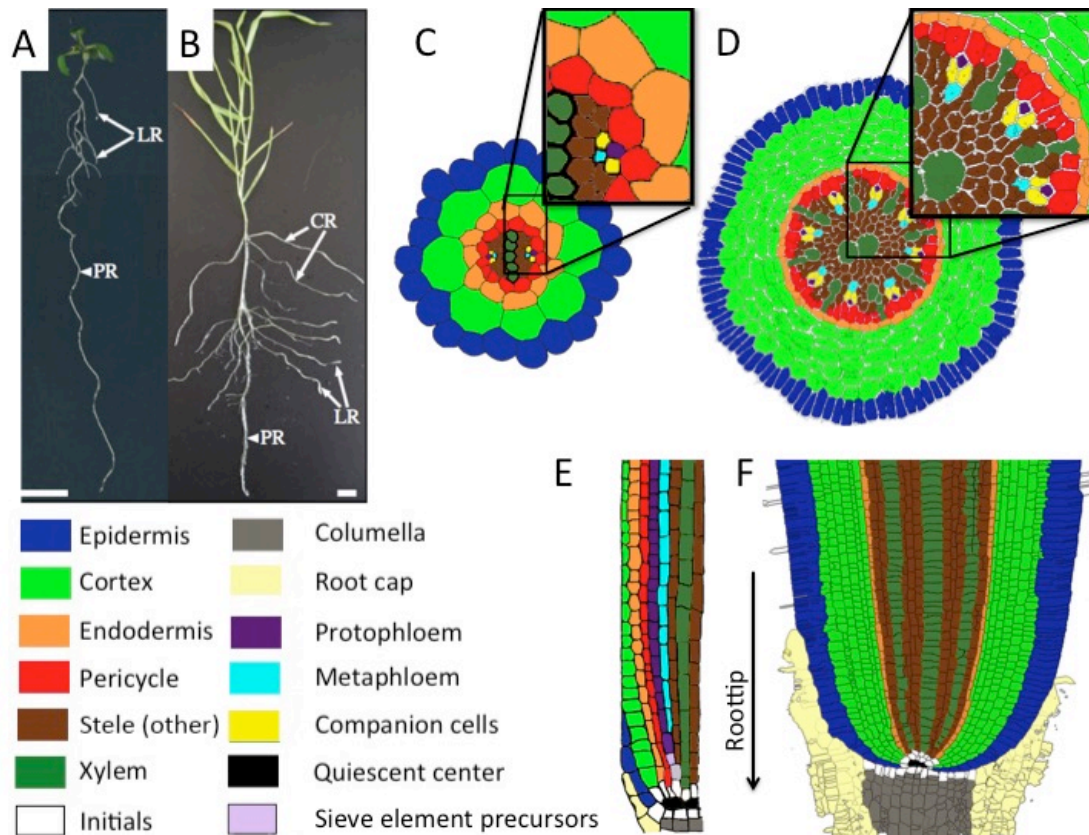 A
B
C
D
LR
PR
CR
LR
PR
E
F
Epidermis
Cortex
Endodermis
Pericycle
Stele (other)
Xylem
Initials
Columella
Root cap
Protophloem
Metaphloem
Companion cells
Quiescent center
Sieve element precursors
Roottip